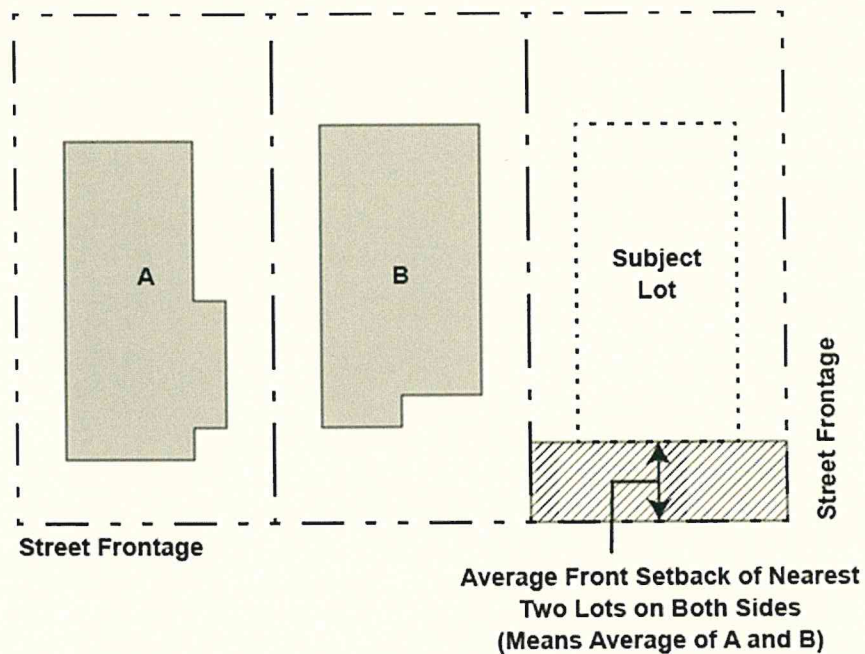 A
B
Subject
Lot
Street Frontage
Street Frontage
Average Front Setback of Nearest
Two Lots on Both Sides
(Means Average of A and B)